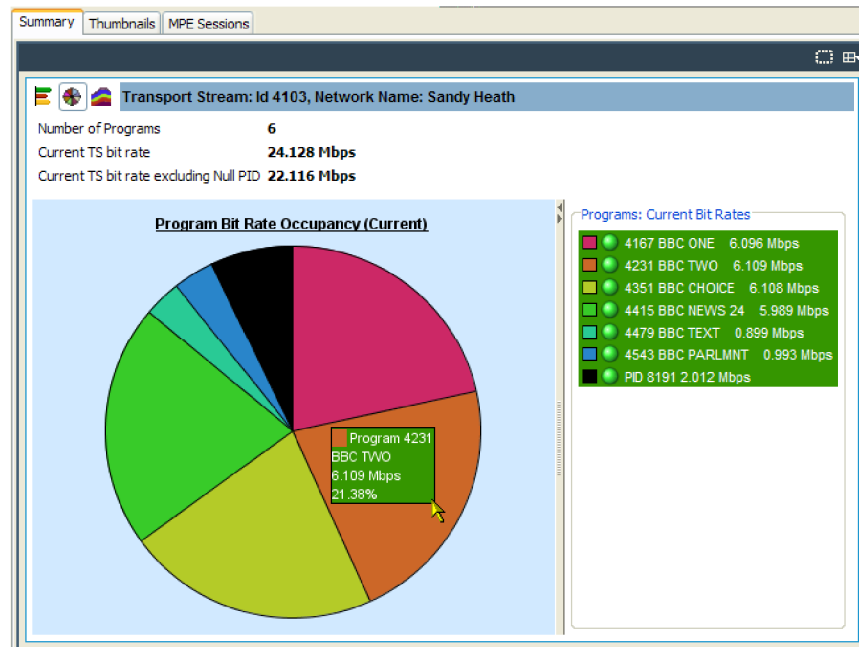 Summary
Thumbnails
MPE Sessions
Transport Stream: Id 4103, Network Name: Sandy Heath
Number of Programs 6
Current TS bit rate 24.128 Mbps
Current TS bit rate excluding Null PID 22.116 Mbps
Program Bit Rate Occupancy (Current)
Program 4231
BBC TWO
6.109 Mbps
21.38%
Programs: Current Bit Rates
4167 BBC ONE 6.096 Mbps
4231 BBC TWO 6.109 Mbps
4351 BBC CHOICE 6.108 Mbps
4415 BBC NEWS 24 5.989 Mbps
4479 BBC TEXT 0.899 Mbps
4543 BBC PARLMNT 0.993 Mbps
PID 8191 2.012 Mbps